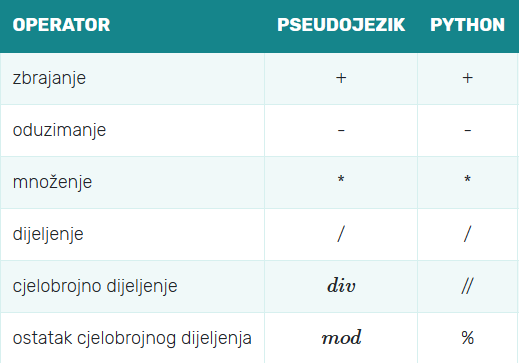 OPERATOR PSEUDOJEZIK PYTHON
zbrajanje + +
oduzimanje - -
množenje * *
dijeljenje / /
cjelobrojno dijeljenje div //
ostatak cjelobrojnog dijeljenja mod %